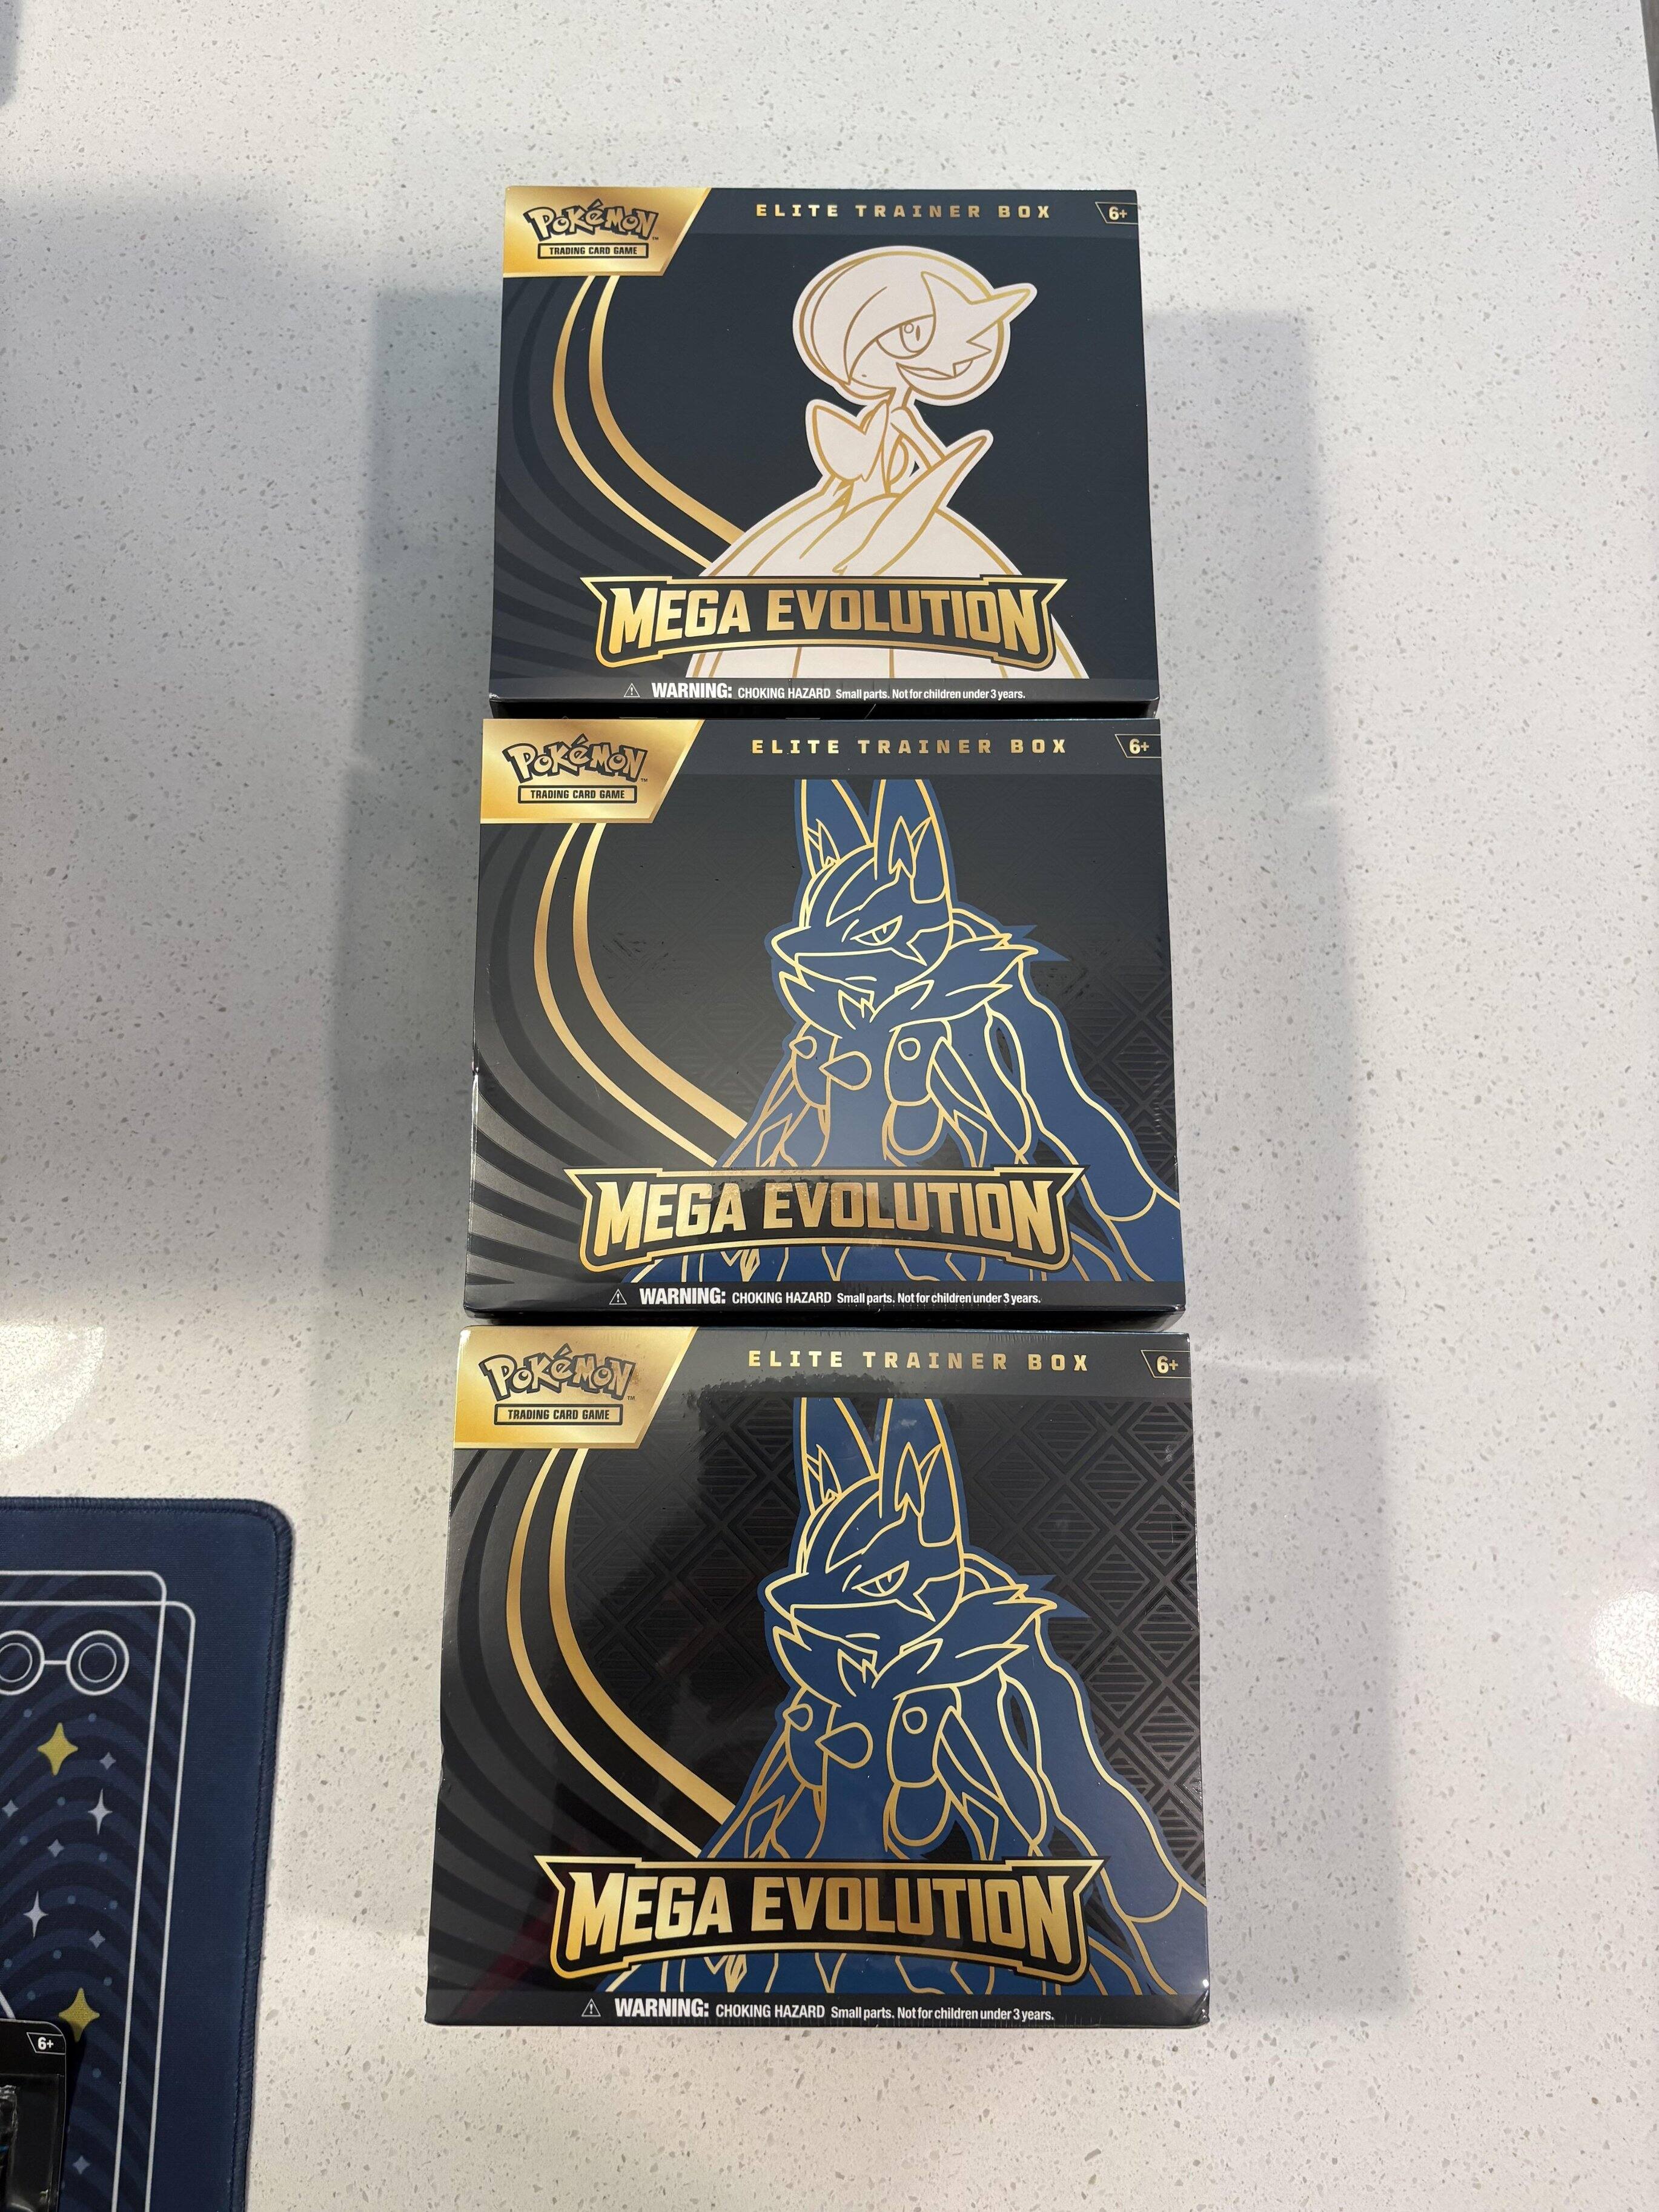 POKéMON™
TRADING CARD GAME
ELITE TRAINER BOX
6+
MEGA EVOLUTION
WARNING: CHOKING HAZARD Small parts. Not for children under 3 years.
POKéMON™
TRADING CARD GAME
ELITE TRAINER BOX
6+
MEGA EVOLUTION
WARNING: CHOKING HAZARD Small parts. Not for children under 3 years.
POKéMON™
TRADING CARD GAME
ELITE TRAINER BOX
6+
MEGA EVOLUTION
WARNING: CHOKING HAZARD Small parts. Not for children under 3 years.
6+